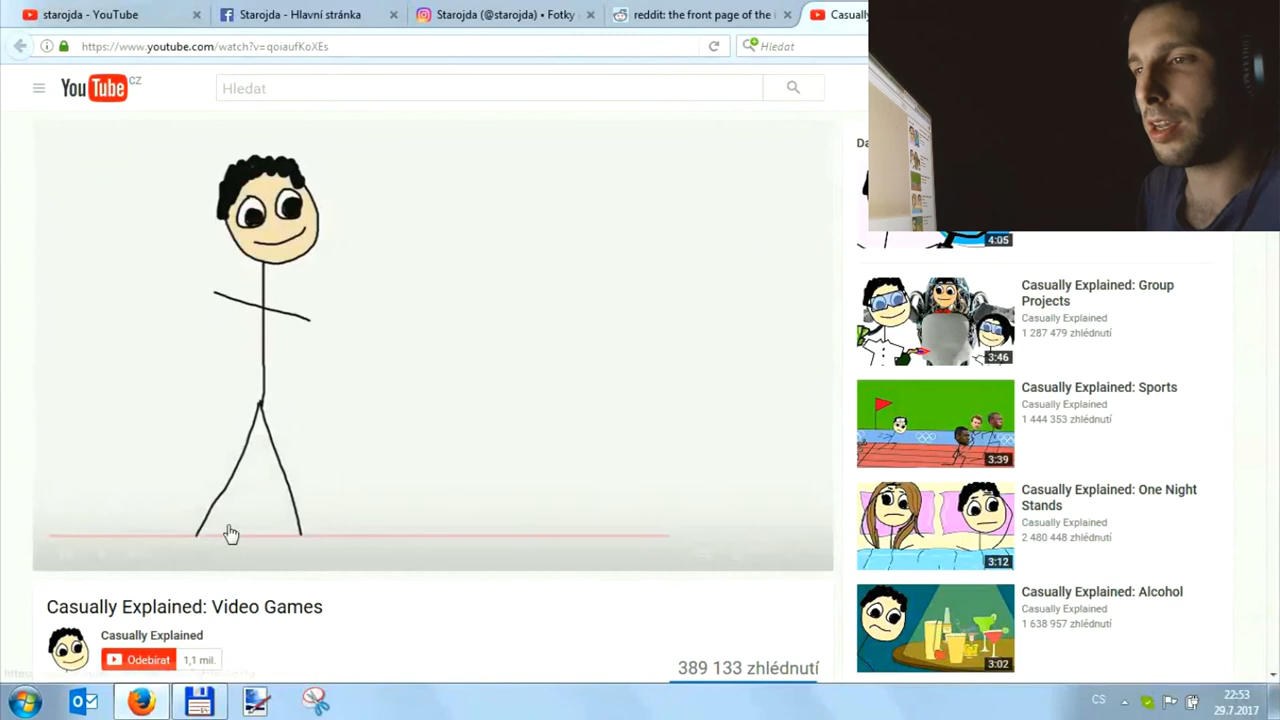 starojda - YouTube
Starojda - Hlavní stránka
Starojda (@starojda) • Fotky
reddit: the front page of the
Casually
https://www.youtube.com/watch?v=qoiaufKoXEs
Hledat
YouTube CZ
Hledat
Da
4:05
Casually Explained: Group
Projects
Casually Explained
1 287 479 zhlédnutí
3:46
Casually Explained: Sports
Casually Explained
1 444 353 zhlédnutí
3:39
Casually Explained: One Night
Stands
Casually Explained
2 480 448 zhlédnutí
3:12
Casually Explained: Alcohol
Casually Explained
1 638 957 zhlédnutí
3:02
Casually Explained: Video Games
Casually Explained
Odebírat 1,1 mil.
389 133 zhlédnutí
CS
22:53
29.7.2017